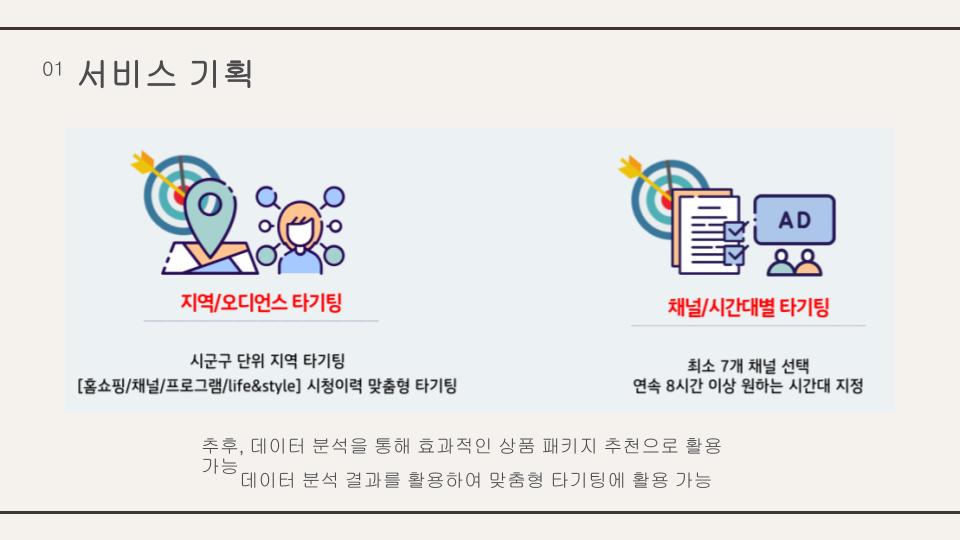 01 서비스 기획
AD
지역/오디언스 타기팅
시군구 단위 지역 타기팅
[홈쇼핑/채널/프로그램/life&style] 시청이력 맞춤형 타기팅
채널/시간대별 타기팅
최소 7개 채널 선택
연속 8시간 이상 원하는 시간대 지정
추후, 데이터 분석을 통해 효과적인 상품 패키지 추천으로 활용
가능
데이터 분석 결과를 활용하여 맞춤형 타기팅에 활용 가능